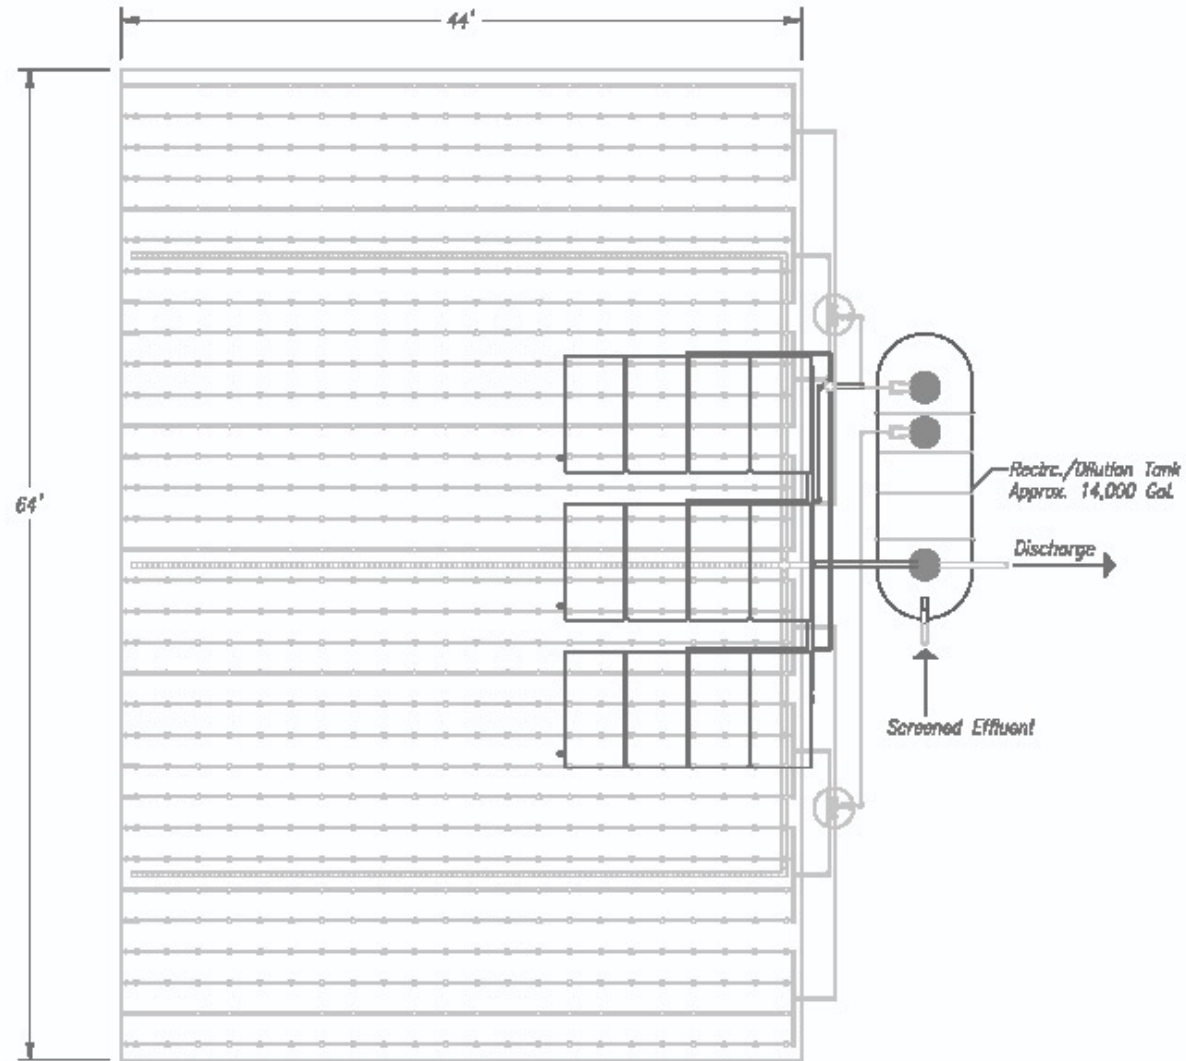 44'
64'
Recirc./Dilution Tank
Approx. 14,000 Gal.
Discharge
Screened Effluent